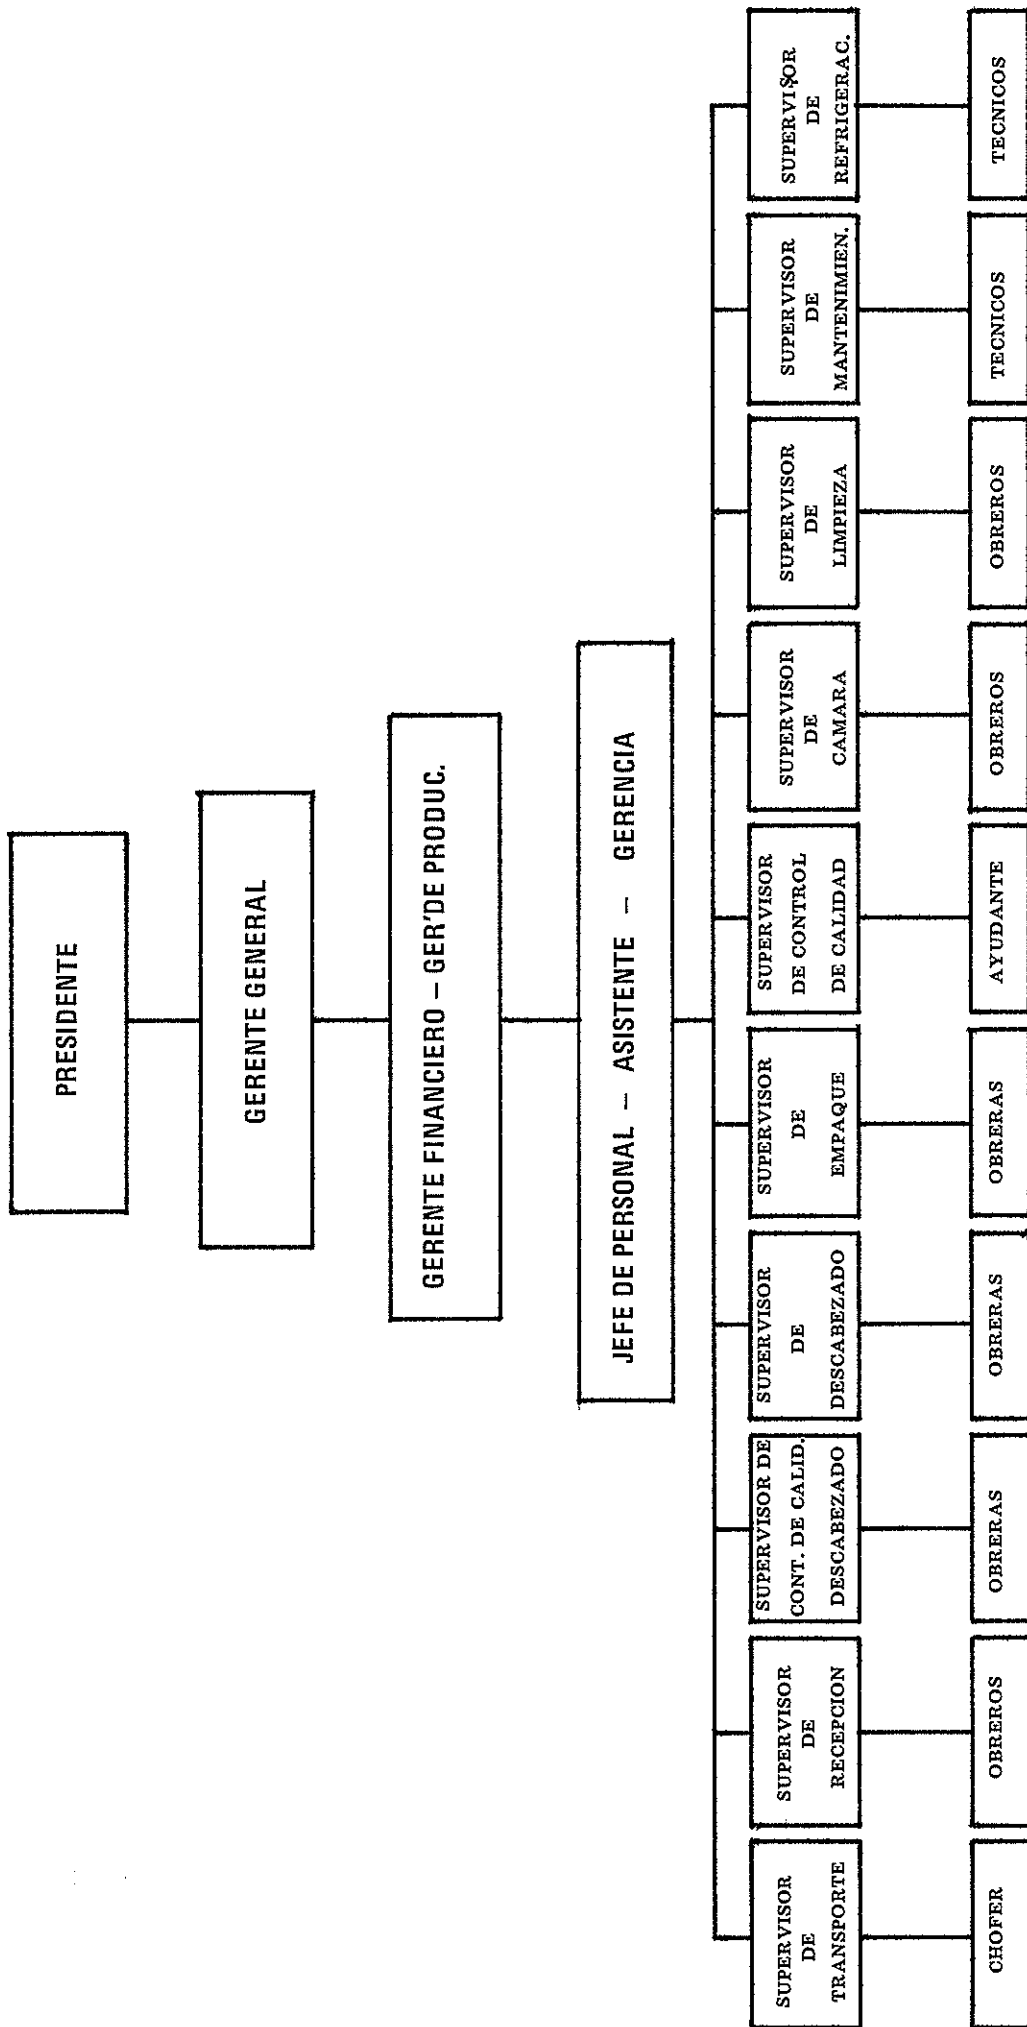 PRESIDENTE
GERENTE GENERAL
GERENTE FINANCIERO – GER'DE PRODUC.
JEFE DE PERSONAL – ASISTENTE – GERENCIA
SUPERVISOR
DE
TRANSPORTE
SUPERVISOR
DE
RECEPCION
SUPERVISOR DE
CONT. DE CALID.
DESCABEZADO
SUPERVISOR
DE
DESCABEZADO
SUPERVISOR
DE
EMPAQUE
SUPERVISOR
DE CONTROL
DE CALIDAD
SUPERVISOR
DE
CAMARA
SUPERVISOR
DE
LIMPIEZA
SUPERVISOR
DE
MANTENIMIEN.
SUPERVISOR
DE
REFRIGERAC.
CHOFER
OBREROS
OBRERAS
OBRERAS
OBRERAS
AYUDANTE
OBREROS
OBREROS
TECNICOS
TECNICOS